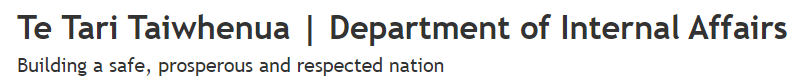 Te Tari Taiwhenua | Department of Internal Affairs
Building a safe, prosperous and respected nation